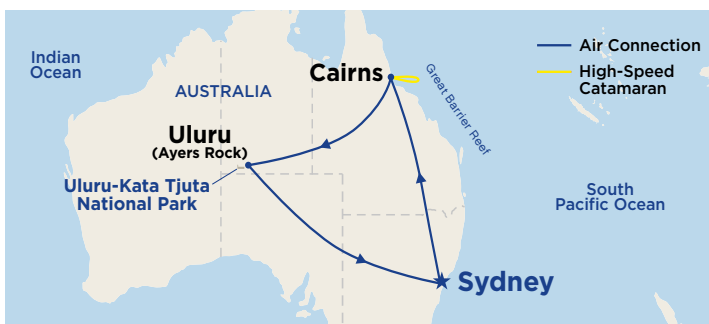 Indian
Ocean
AUSTRALIA
Cairns
Great Barrier Reef
Air Connection
High-Speed
Catamaran
Uluru
(Ayers Rock)
Uluru-Kata Tjuta
National Park
South
Pacific Ocean
Sydney